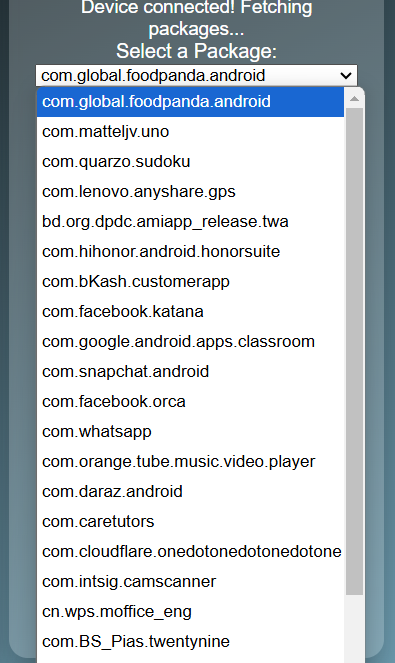 Device connected! Fetching
packages...
Select a Package:
com.global.foodpanda.android
com.global.foodpanda.android
com.matteljv.uno
com.quarzo.sudoku
com.lenovo.anyshare.gps
bd.org.dpdc.amiapp_release.twa
com.hihonor.android.honorsuite
com.bKash.customerapp
com.facebook.katana
com.google.android.apps.classroom
com.snapchat.android
com.facebook.orca
com.whatsapp
com.orange.tube.music.video.player
com.daraz.android
com.caretutors
com.cloudflare.onedotonedotonedotone
com.intsig.camscanner
cn.wps.moffice_eng
com.BS_Pias.twentynine